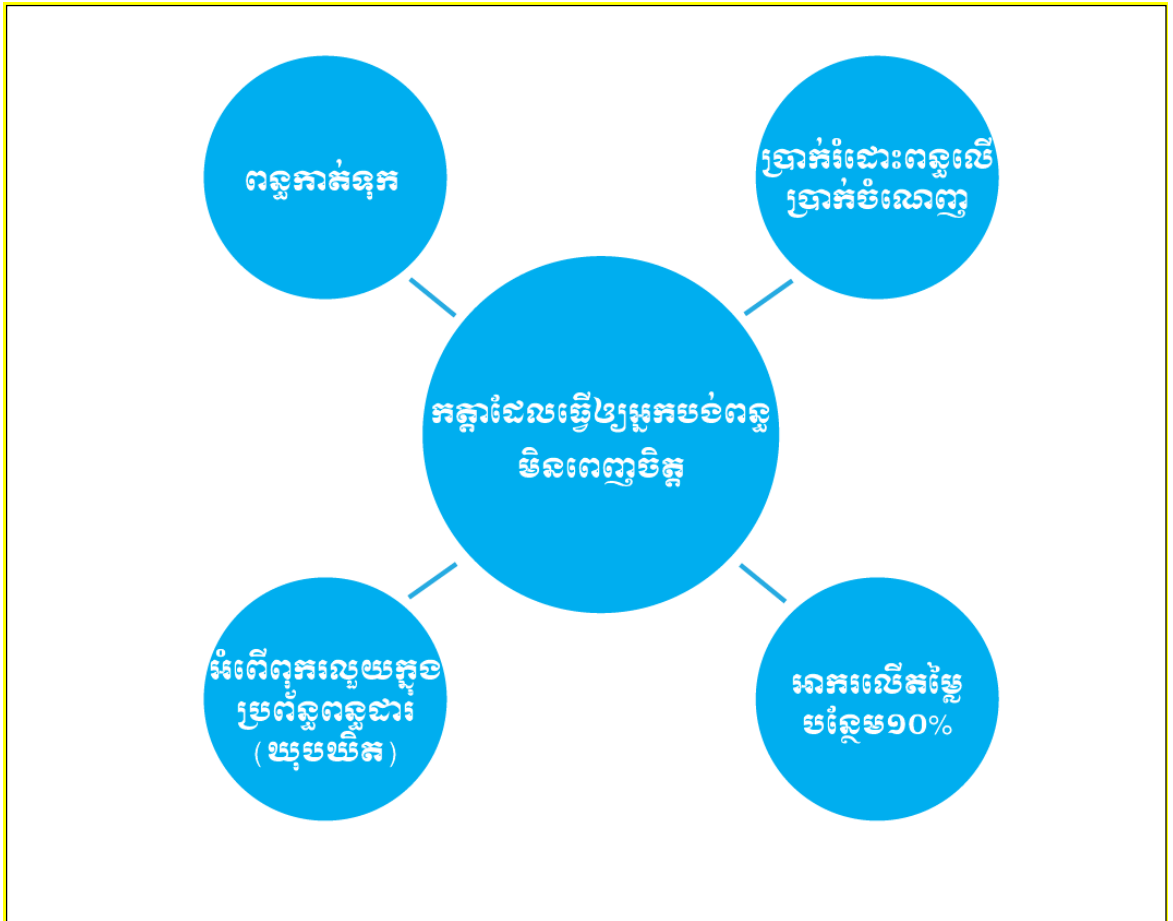 ពន្ធកាត់ទុក
ប្រាក់រំដោះពន្ធលើ
ប្រាក់ចំណេញ
កត្តាដែលធ្វើឲ្យអ្នកបង់ពន្ធ
មិនពេញចិត្ត
អំពើពុករលួយក្នុង
ប្រព័ន្ធពន្ធដារ
(ឃុបឃិត)
អាករលើតម្លៃ
បន្ថែម១០%